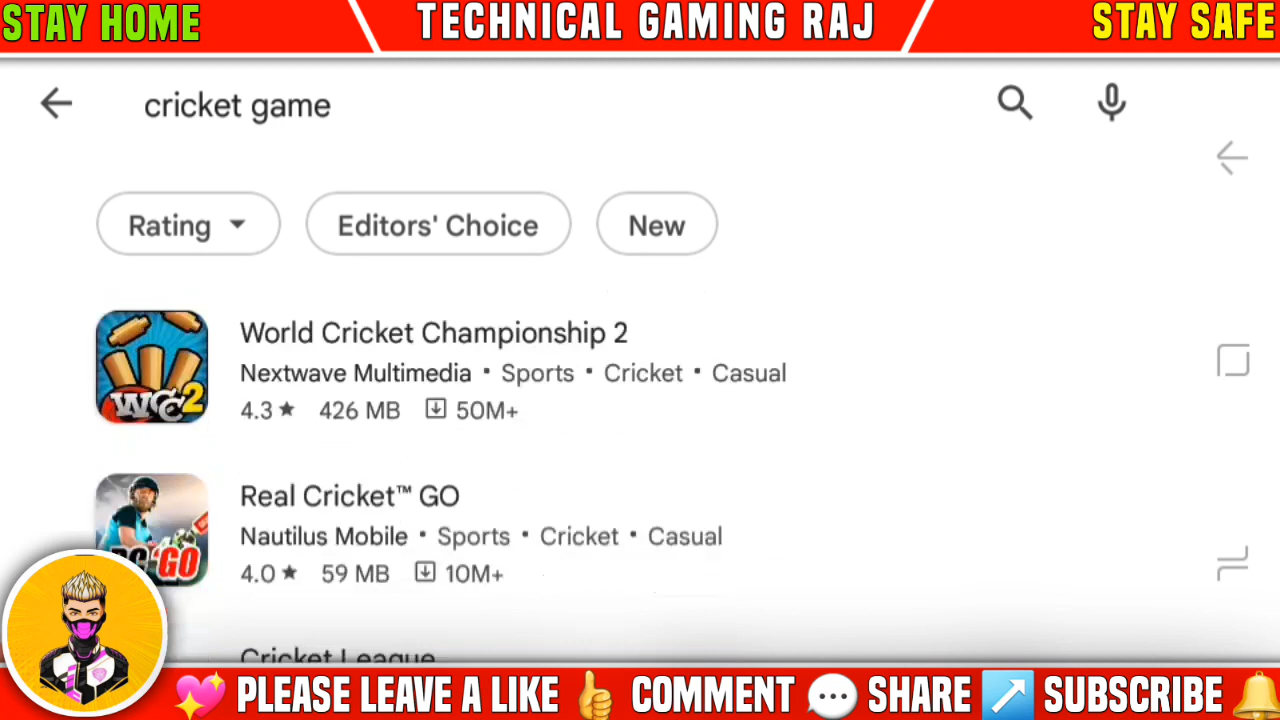 STAY HOME
TECHNICAL GAMING RAJ
STAY SAFE
cricket game
Rating
Editors' Choice
New
World Cricket Championship 2
Nextwave Multimedia • Sports • Cricket • Casual
4.3 ★ 426 MB 50M+
WCC2
Real Cricket™ GO
Nautilus Mobile • Sports • Cricket • Casual
4.0 ★ 59 MB 10M+
GO
Cricket League
PLEASE LEAVE A LIKE 👍 COMMENT 💬 SHARE ↗ SUBSCRIBE 🔔